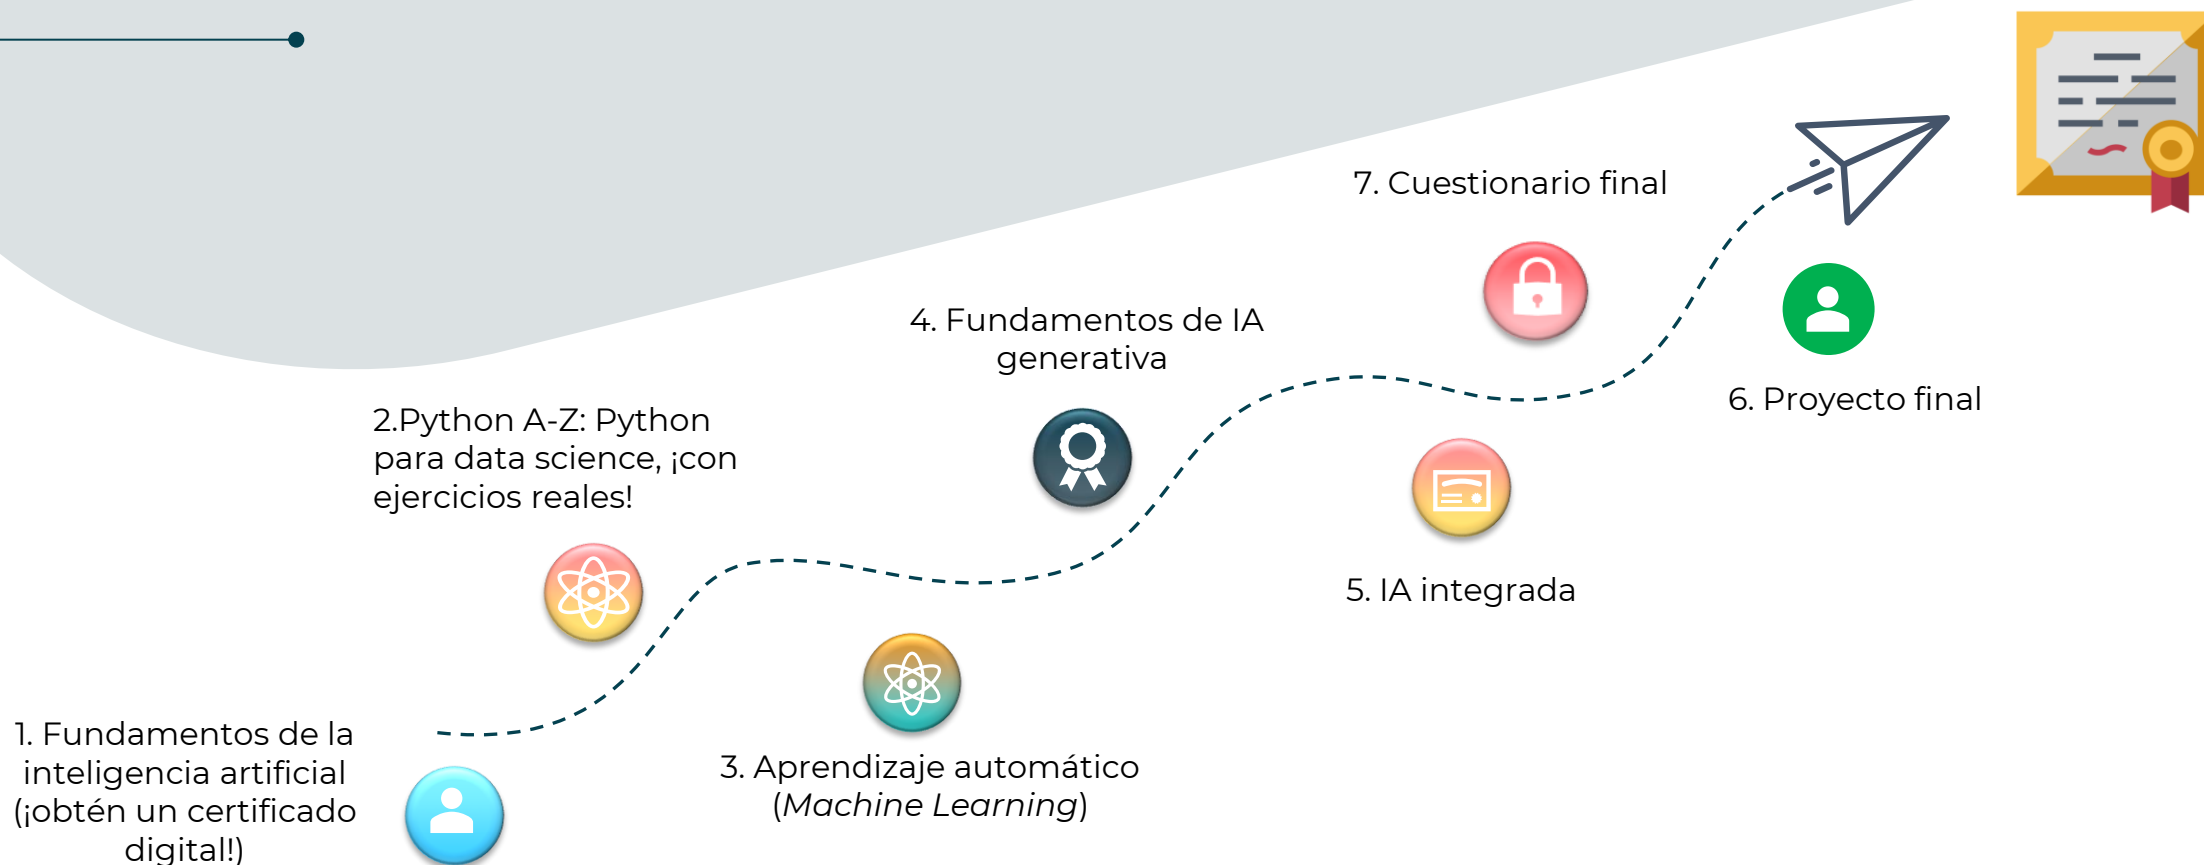 1. Fundamentos de la
inteligencia artificial
(¡obtén un certificado
digital!)
2.Python A-Z: Python
para data science, ¡con
ejercicios reales!
3. Aprendizaje automático
(Machine Learning)
4. Fundamentos de IA
generativa
5. IA integrada
6. Proyecto final
7. Cuestionario final